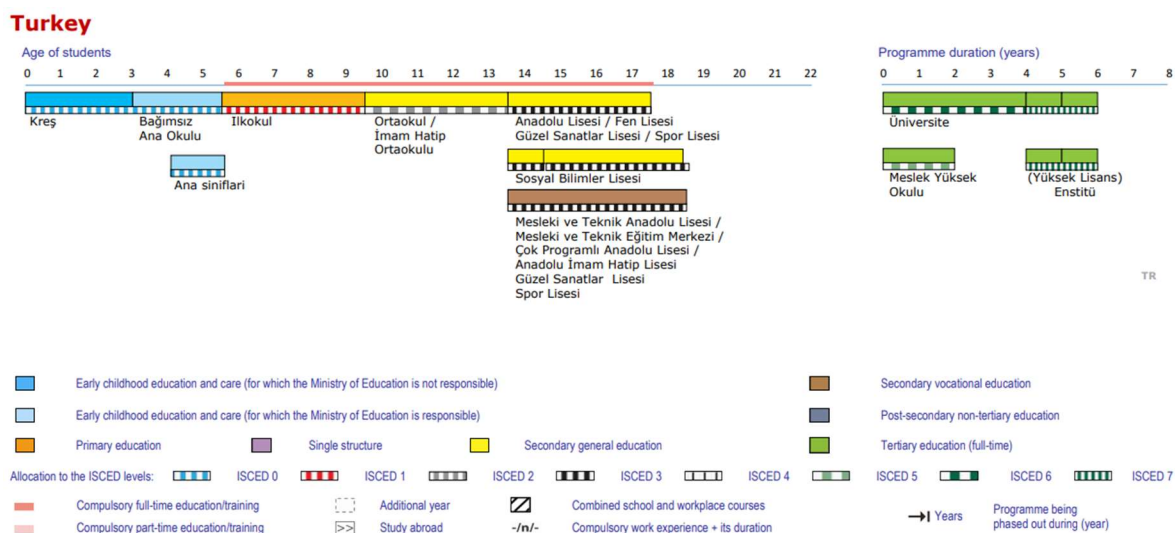 Turkey
Age of students
Programme duration (years)
0 1 2 3 4 5 6 7 8 9 10 11 12 13 14 15 16 17 18 19 20 21 22
0 1 2 3 4 5 6 7 8
Kreş
Bağımsız
Ana Okulu
Ilkokul
Ortaokul /
İmam Hatip
Ortaokulu
Anadolu Lisesi / Fen Lisesi
Güzel Sanatlar Lisesi / Spor Lisesi
Üniversite
Ana siniflari
Sosyal Bilimler Lisesi
Meslek Yüksek
Okulu
(Yüksek Lisans)
Enstitü
Mesleki ve Teknik Anadolu Lisesi /
Mesleki ve Teknik Eğitim Merkezi /
Çok Programlı Anadolu Lisesi /
Anadolu İmam Hatip Lisesi
Güzel Sanatlar Lisesi
Spor Lisesi
TR
Early childhood education and care (for which the Ministry of Education is not responsible)
Secondary vocational education
Early childhood education and care (for which the Ministry of Education is responsible)
Post-secondary non-tertiary education
Primary education
Single structure
Secondary general education
Tertiary education (full-time)
Allocation to the ISCED levels: ISCED 0 ISCED 1 ISCED 2 ISCED 3 ISCED 4 ISCED 5 ISCED 6 ISCED 7
Compulsory full-time education/training
Additional year
Combined school and workplace courses
Years
Programme being
phased out during (year)
Compulsory part-time education/training
>> Study abroad
-/n/- Compulsory work experience + its duration